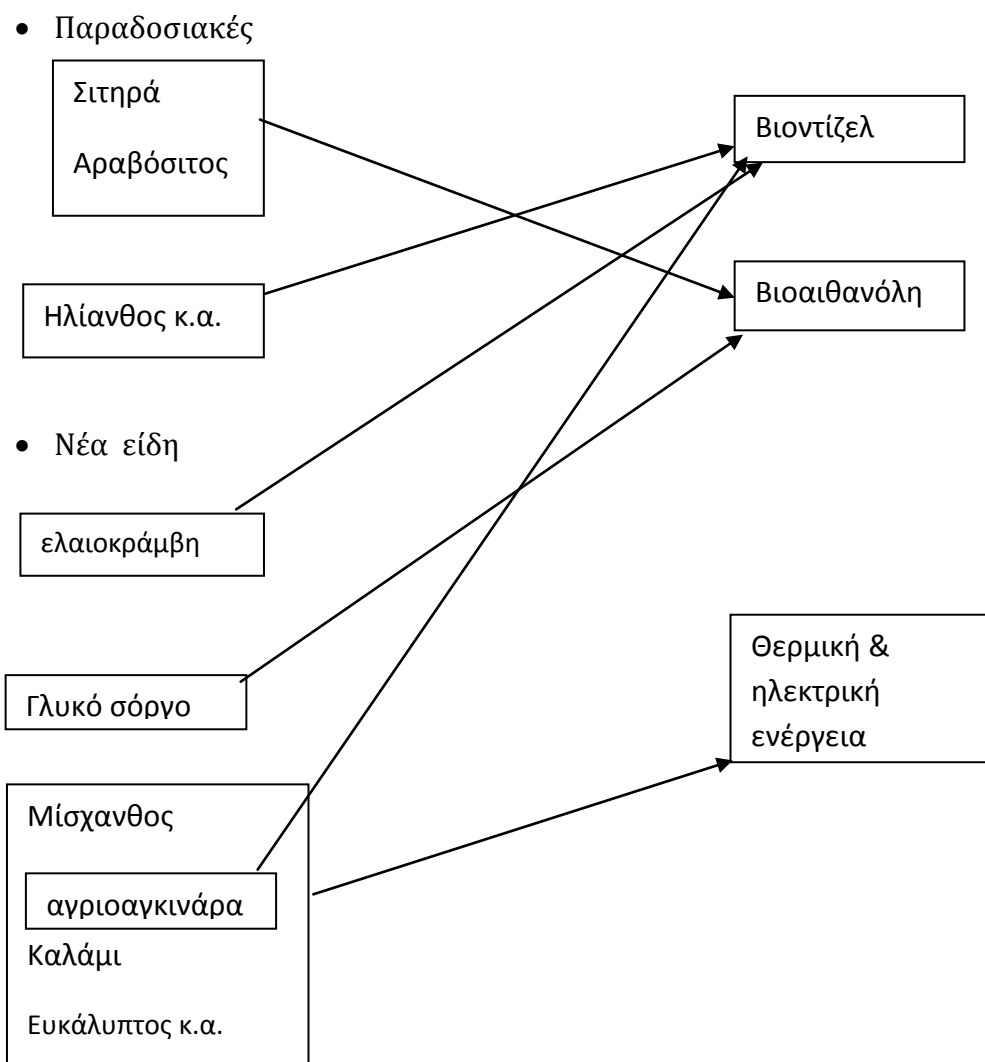 • Παραδοσιακές
Σιτηρά
Αραβόσιτος
Βιοντίζελ
Ηλίανθος κ.α.
Βιοαιθανόλη
• Νέα είδη
ελαιοκράμβη
Γλυκό σόργο
Θερμική &
ηλεκτρική
ενέργεια
Μίσχανθος
αγριοαγκινάρα
Καλάμι
Ευκάλυπτος κ.α.